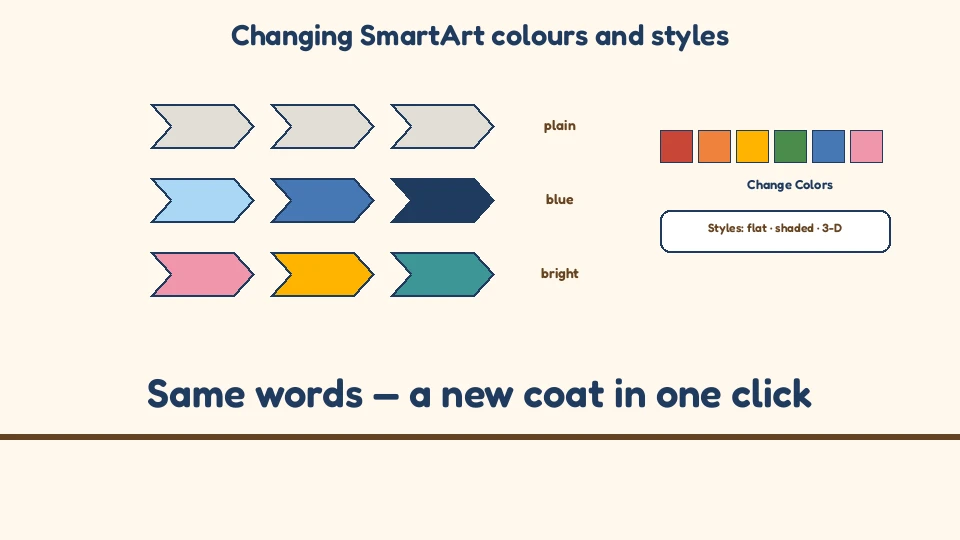 Changing SmartArt colours and styles
plain
blue
bright
Change Colors
Styles: flat · shaded · 3-D
Same words — a new coat in one click